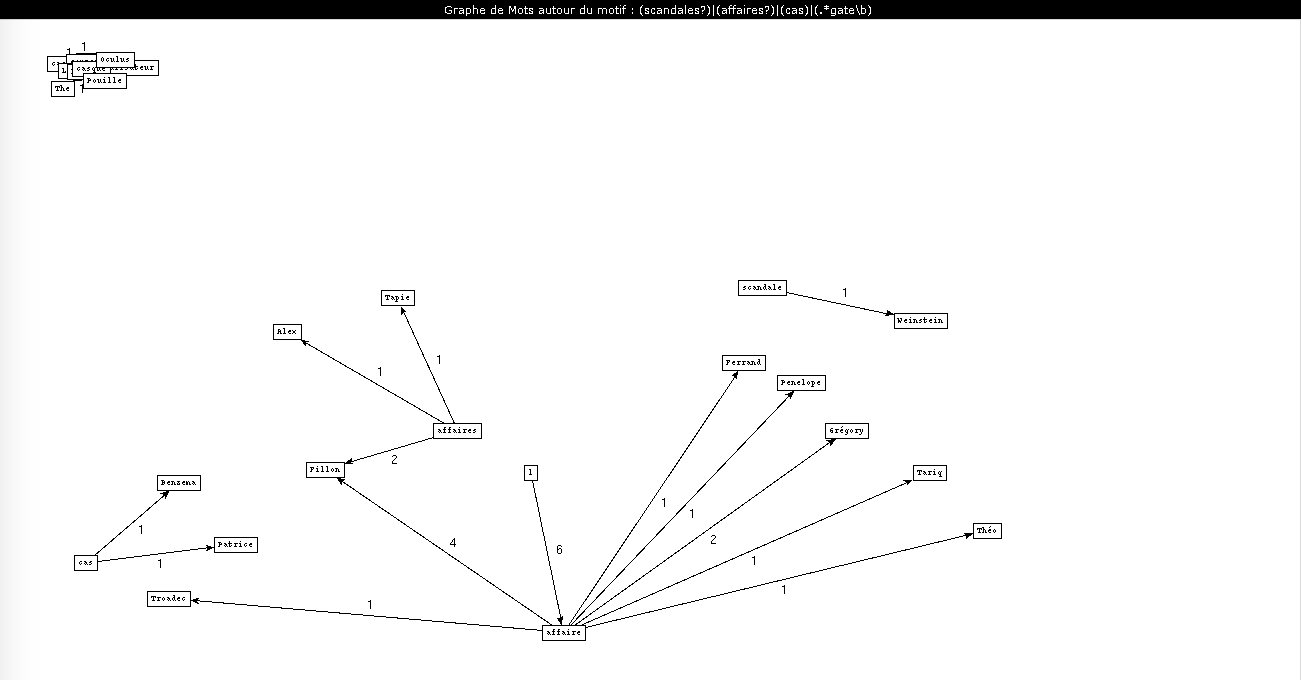 Graphe de Mots autour du motif : (scandales?)|(affaires?)|(cas)|(.*gate\b)
1
1
Oculus
casque
Pouille
The
scandale
1
Weinstein
Tapie
Alex
1
1
Ferrand
Penelope
affaires
Grégory
2
Fillon
1
Tariq
Benzema
1
1
4
6
2
Théo
Patrice
1
cas
1
1
1
1
Troadec
1
affaire